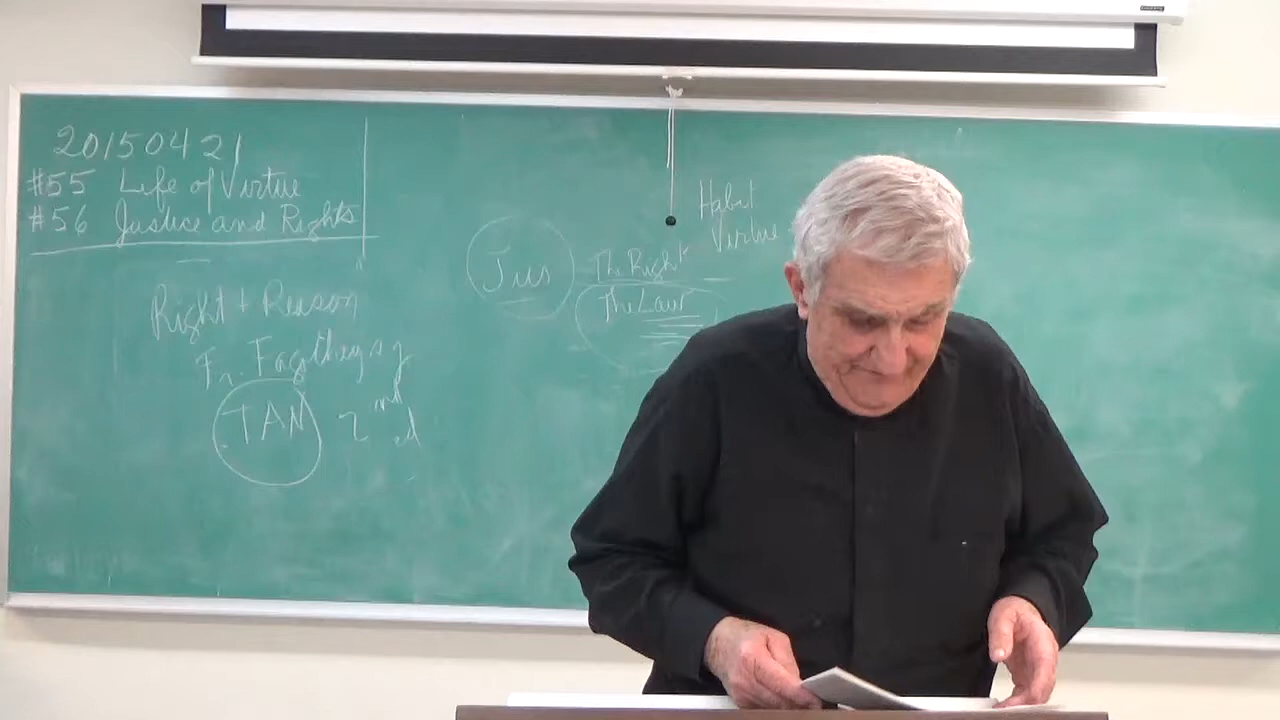 20150421
#55 Life of Virtue
#56 Justice and Rights
Right + Reason
Fr. Fagothey sj
TAN 2nd ed
Jus
The Right
The Law
Habit
Virtue